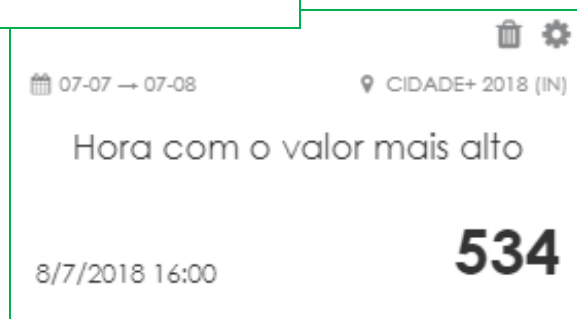 07-07 → 07-08 CIDADE+ 2018 (IN)
Hora com o valor mais alto
8/7/2018 16:00 534